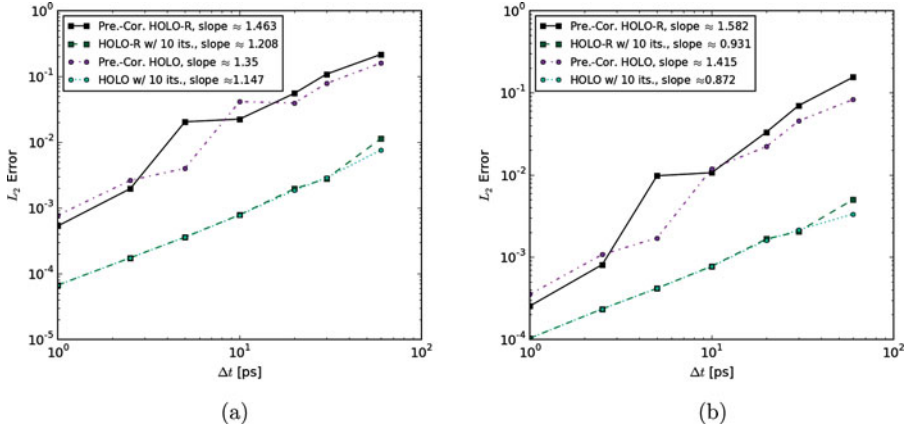 Pre.-Cor. HOLO-R, slope ≈ 1.463
HOLO-R w/ 10 its., slope ≈ 1.208
Pre.-Cor. HOLO, slope ≈ 1.35
HOLO w/ 10 its., slope ≈1.147
10^0
10^-1
10^-2
10^-3
10^-4
10^-5
L_2 Error
10^0
10^1
10^2
Δt [ps]
(a)
Pre.-Cor. HOLO-R, slope ≈ 1.582
HOLO-R w/ 10 its., slope ≈ 0.931
Pre.-Cor. HOLO, slope ≈ 1.415
HOLO w/ 10 its., slope ≈0.872
10^0
10^-1
10^-2
10^-3
10^-4
L_2 Error
10^0
10^1
10^2
Δt [ps]
(b)